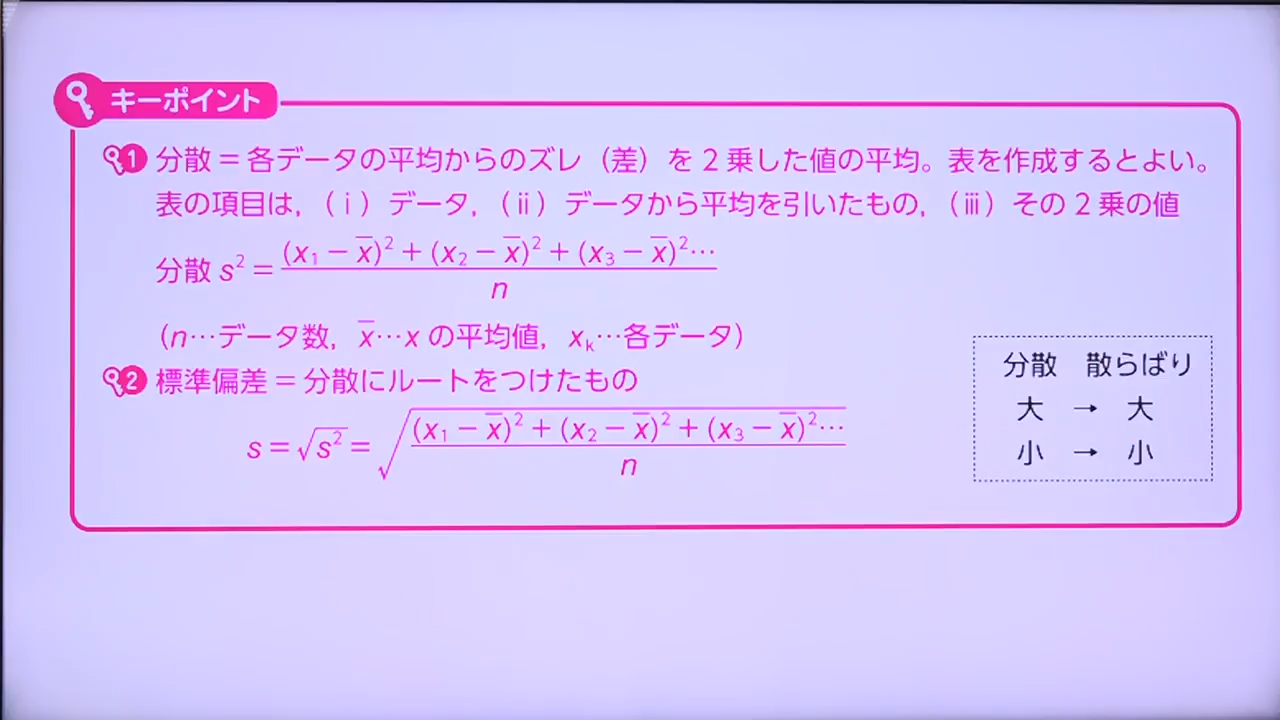 キーポイント
1 分散＝各データの平均からのズレ（差）を2乗した値の平均。表を作成するとよい。
表の項目は，（ⅰ）データ，（ⅱ）データから平均を引いたもの，（ⅲ）その2乗の値
分散 s² = ((x₁ − x̄)² + (x₂ − x̄)² + (x₃ − x̄)²…) / n
（n…データ数，x̄…xの平均値，xₖ…各データ）
2 標準偏差＝分散にルートをつけたもの
s = √s² = √(((x₁ − x̄)² + (x₂ − x̄)² + (x₃ − x̄)²…) / n)
分散 散らばり
大 → 大
小 → 小